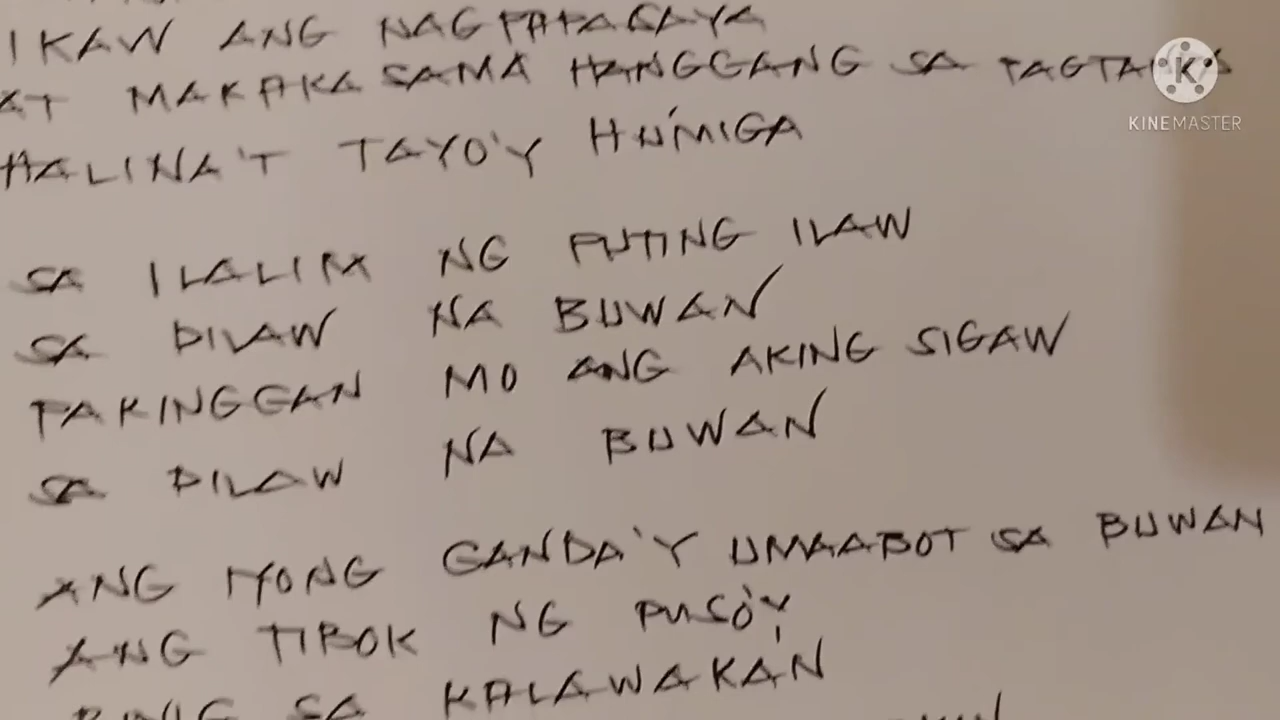 IKAW ANG NAGPAPASAYA
AT MAKAKASAMA HANGGANG SA
HALINA'T TAYO'Y HUMIGA
SA ILALIM NG PUTING ILAW
SA DILAW NA BUWAN
PAKINGGAN MO ANG AKING SIGAW
SA DILAW NA BUWAN
ANG IYONG GANDA'Y UMAABOT SA BUWAN
ANG TIBOK NG PUSO'Y
SA KALAWAKAN
K
KINEMASTER